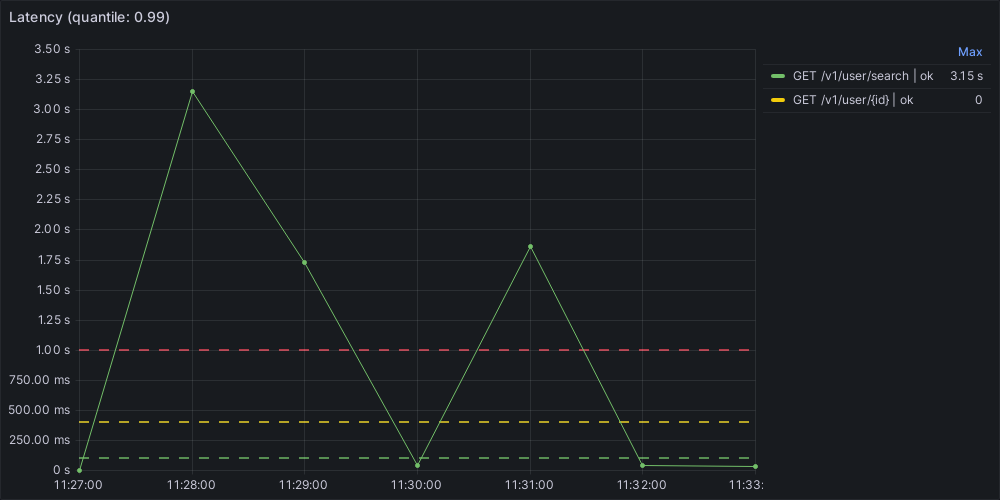 Latency (quantile: 0.99)
3.50 s
3.25 s
3.00 s
2.75 s
2.50 s
2.25 s
2.00 s
1.75 s
1.50 s
1.25 s
1.00 s
750.00 ms
500.00 ms
250.00 ms
0 s
11:27:00 11:28:00 11:29:00 11:30:00 11:31:00 11:32:00 11:33:
Max
GET /v1/user/search | ok 3.15 s
GET /v1/user/{id} | ok 0